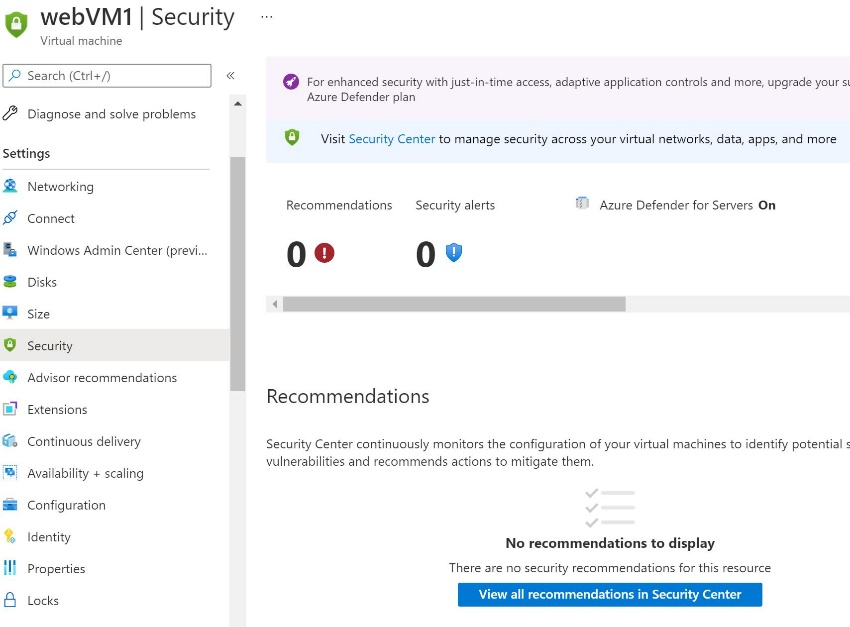 webVM1 | Security ...
Virtual machine
Search (Ctrl+/)
«
Diagnose and solve problems
Settings
Networking
Connect
Windows Admin Center (previ...
Disks
Size
Security
Advisor recommendations
Extensions
Continuous delivery
Availability + scaling
Configuration
Identity
Properties
Locks
For enhanced security with just-in-time access, adaptive application controls and more, upgrade your
Azure Defender plan
Visit Security Center to manage security across your virtual networks, data, apps, and more
Recommendations Security alerts Azure Defender for Servers On
0 0
Recommendations
Security Center continuously monitors the configuration of your virtual machines to identify potential
vulnerabilities and recommends actions to mitigate them.
No recommendations to display
There are no security recommendations for this resource
View all recommendations in Security Center